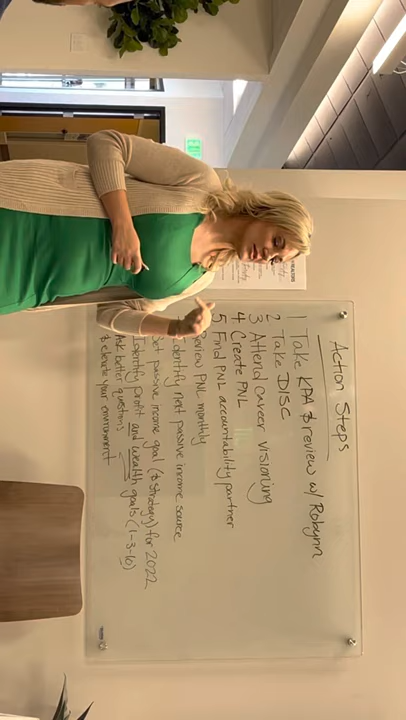 Action Steps
1 Take KPA & review w/ Robynn
2 Take DISC
3 Attend career visioning
4 Create PNL
5 Find PNL accountability partner
Review PNL monthly
Identify next passive income source
Set passive income goal (& strategy) for 2022
Identify profit and wealth goals (1-3-10)
Ask better questions
& elevate your environment